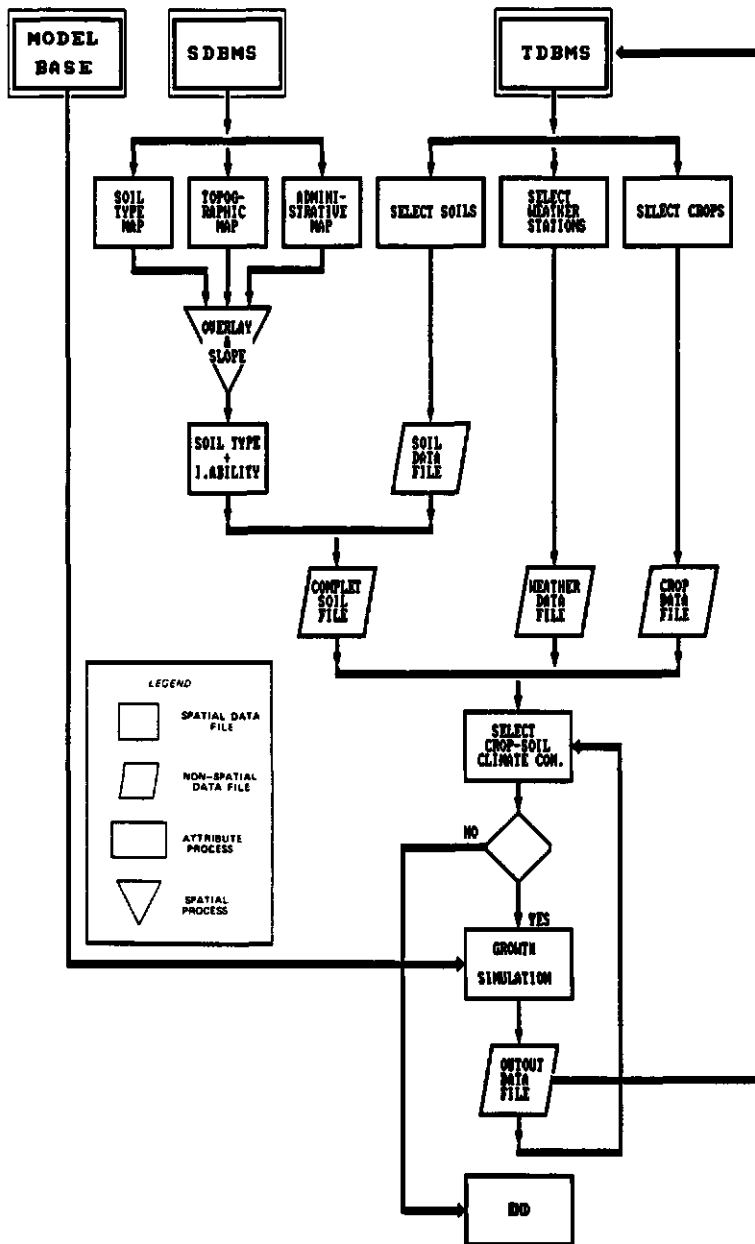 MODEL
BASE
SDBMS
TDBMS
SOIL
TYPE
MAP
TOPOG-
RAPHIC
MAP
ADMINI-
STRATIVE
MAP
SELECT SOILS
SELECT
WEATHER
STATIONS
SELECT CROPS
OVERLAY
&
SLOPE
SOIL TYPE
+
I.ABILITY
SOIL
DATA
FILE
COMPLET
SOIL
FILE
WEATHER
DATA
FILE
CROP
DATA
FILE
LEGEND
SPATIAL DATA
FILE
NON-SPATIAL
DATA FILE
ATTRIBUTE
PROCESS
SPATIAL
PROCESS
SELECT
CROP-SOIL
CLIMATE COM.
NO
YES
GROWTH
SIMULATION
OUTOUT
DATA
FILE
END